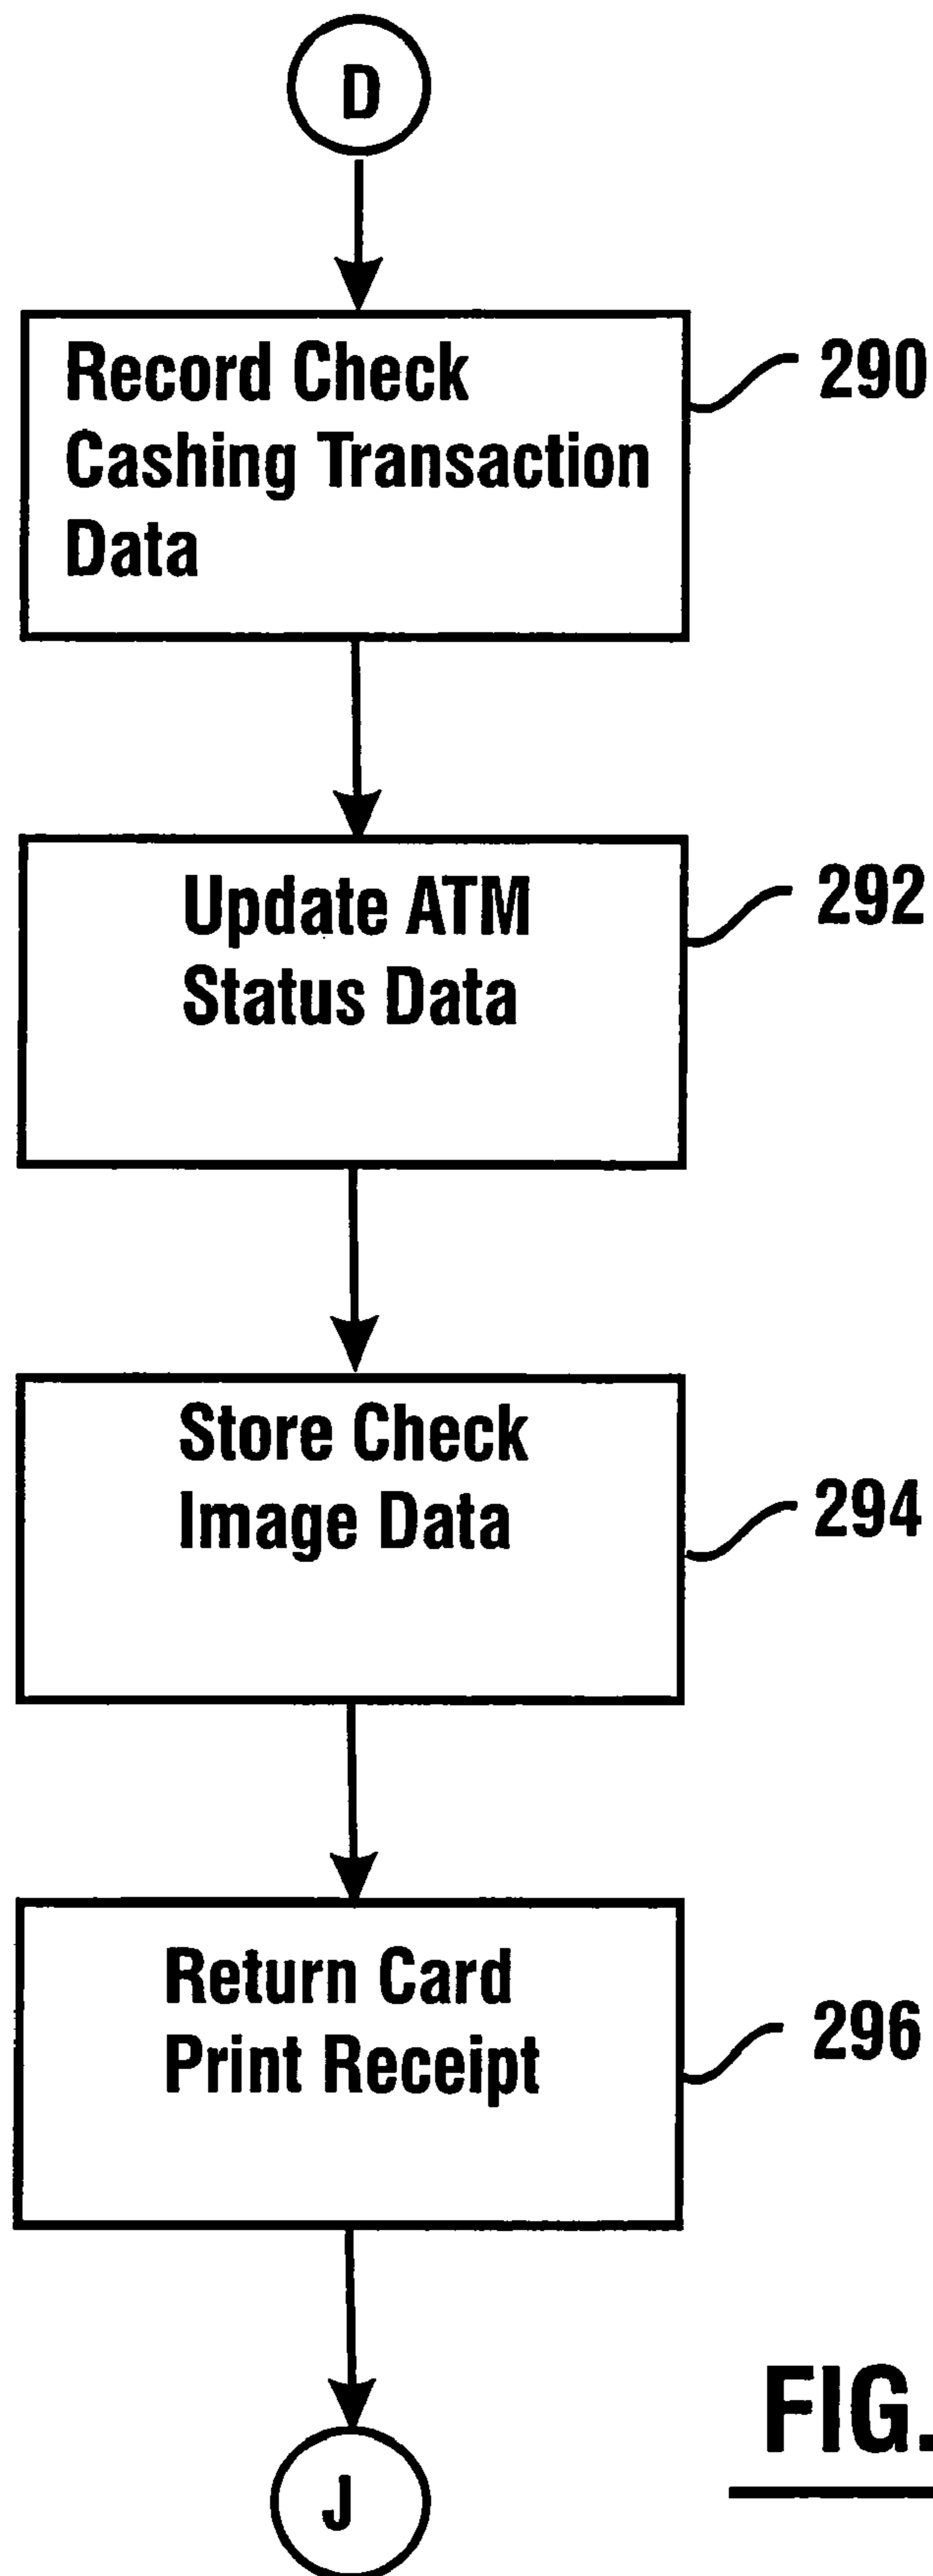 D
Record Check
Cashing Transaction
Data
290
Update ATM
Status Data
292
Store Check
Image Data
294
Return Card
Print Receipt
296
J
FIG.